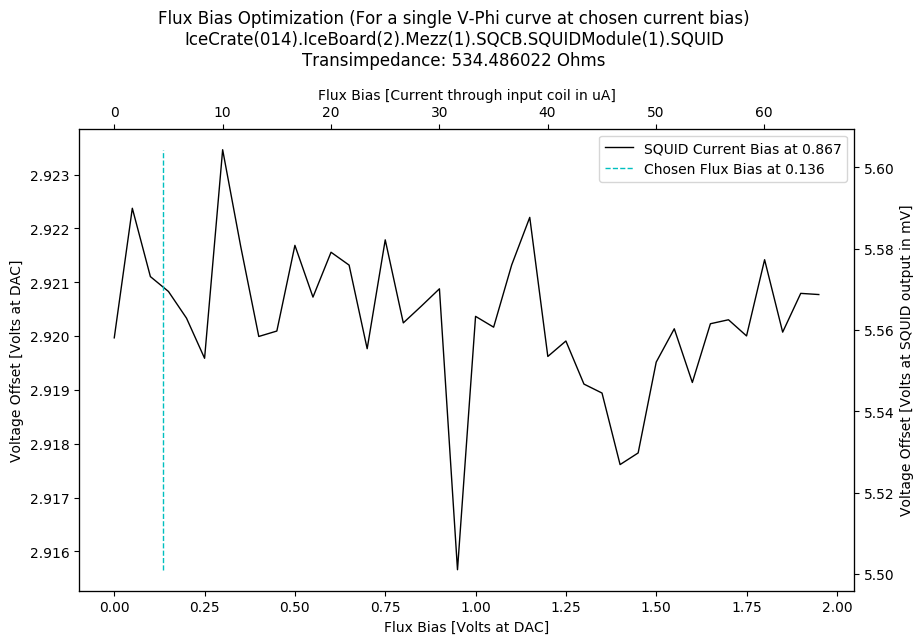 Flux Bias Optimization (For a single V-Phi curve at chosen current bias)
IceCrate(014).IceBoard(2).Mezz(1).SQCB.SQUIDModule(1).SQUID
Transimpedance: 534.486022 Ohms
Flux Bias [Current through input coil in uA]
0 10 20 30 40 50 60
SQUID Current Bias at 0.867
Chosen Flux Bias at 0.136
Voltage Offset [Volts at DAC]
2.923
2.922
2.921
2.920
2.919
2.918
2.917
2.916
5.60
5.58
5.56
5.54
5.52
5.50
Voltage Offset [Volts at SQUID output in mV]
0.00 0.25 0.50 0.75 1.00 1.25 1.50 1.75 2.00
Flux Bias [Volts at DAC]